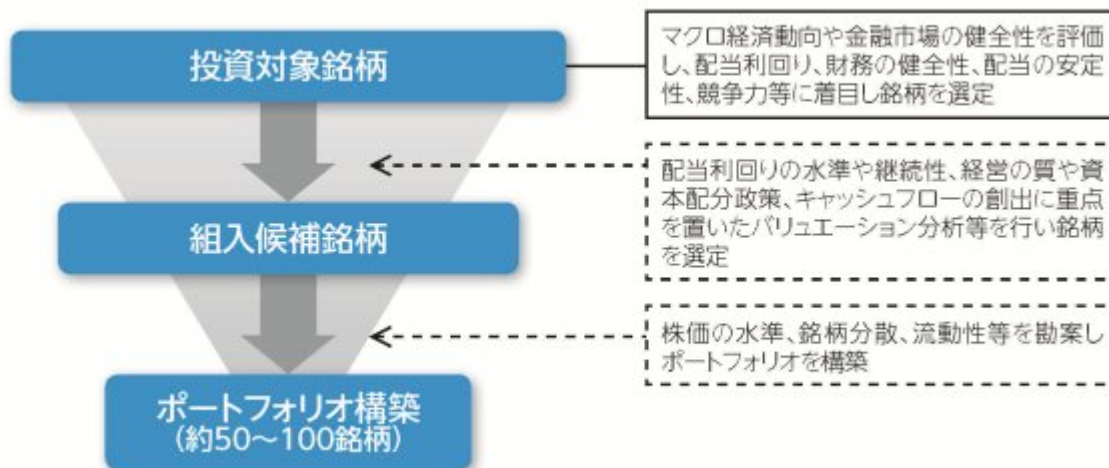 投資対象銘柄
マクロ経済動向や金融市場の健全性を評価
し、配当利回り、財務の健全性、配当の安定
性、競争力等に着目し銘柄を選定
配当利回りの水準や継続性、経営の質や資
本配分政策、キャッシュフローの創出に重点
を置いたバリュエーション分析等を行い銘柄
を選定
組入候補銘柄
株価の水準、銘柄分散、流動性等を勘案し
ポートフォリオを構築
ポートフォリオ構築
(約50〜100銘柄)